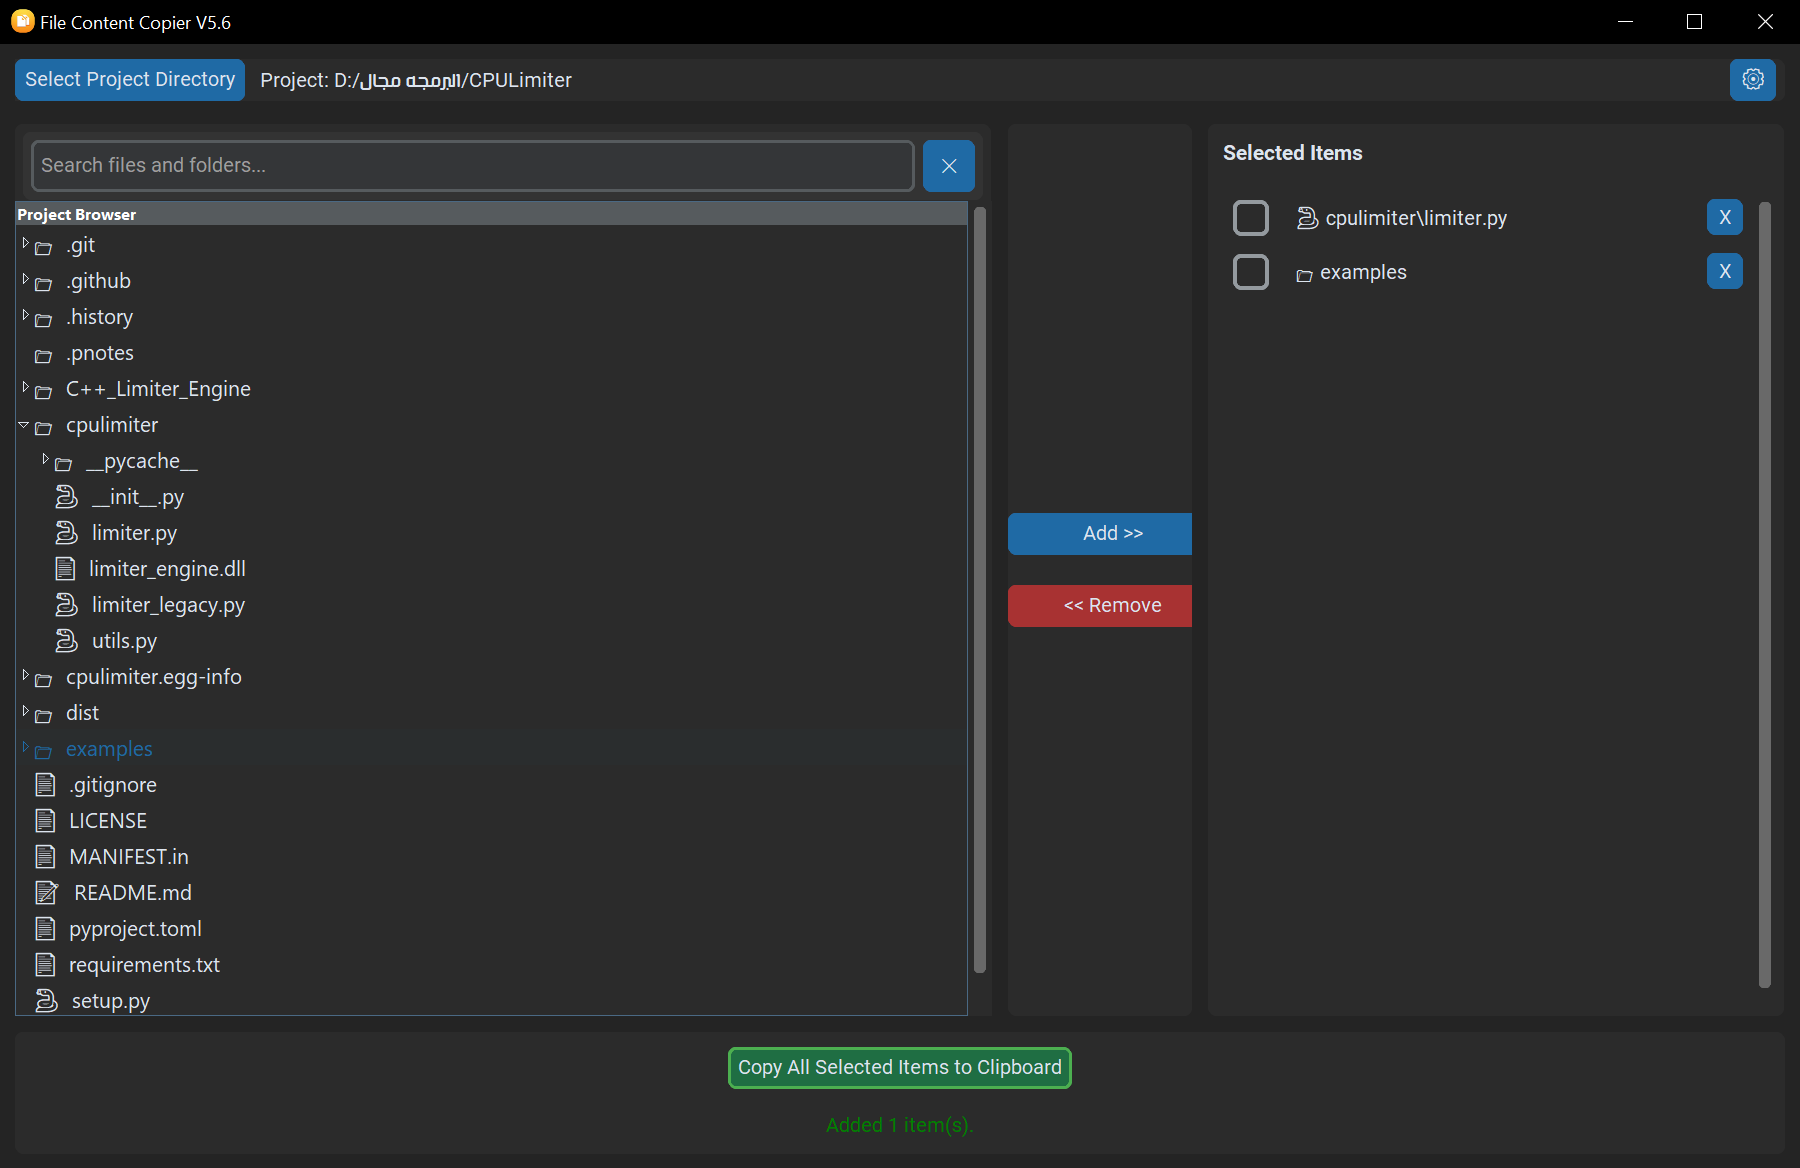 File Content Copier V5.6
Select Project Directory
Project: D:/البرمجه مجال/CPULimiter
Search files and folders...
Project Browser
.git
.github
.history
.pnotes
C++_Limiter_Engine
cpulimiter
__pycache__
__init__.py
limiter.py
limiter_engine.dll
limiter_legacy.py
utils.py
cpulimiter.egg-info
dist
examples
.gitignore
LICENSE
MANIFEST.in
README.md
pyproject.toml
requirements.txt
setup.py
Add >>
<< Remove
Selected Items
cpulimiter\limiter.py
X
examples
X
Copy All Selected Items to Clipboard
Added 1 item(s).